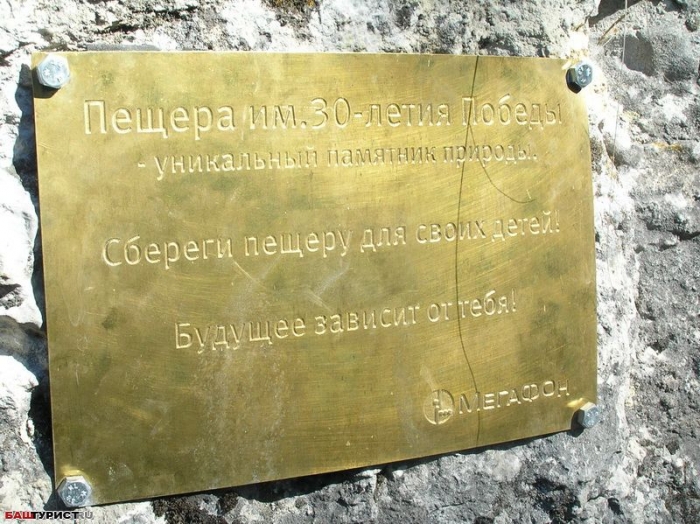 Пещера им.30-летия Победы
- уникальный памятник природы.
Сбереги пещеру для своих детей!
Будущее зависит от тебя!
МЕГАФОН
БАШТУРИСТ.RU